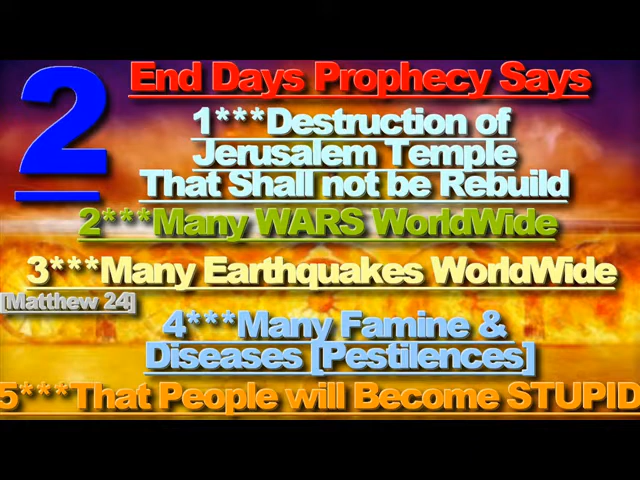 2
End Days Prophecy Says
1***Destruction of
Jerusalem Temple
That Shall not be Rebuild
2***Many WARS WorldWide
3***Many Earthquakes WorldWide
[Matthew 24]
4***Many Famine &
Diseases [Pestilences]
5***That People will Become STUPID